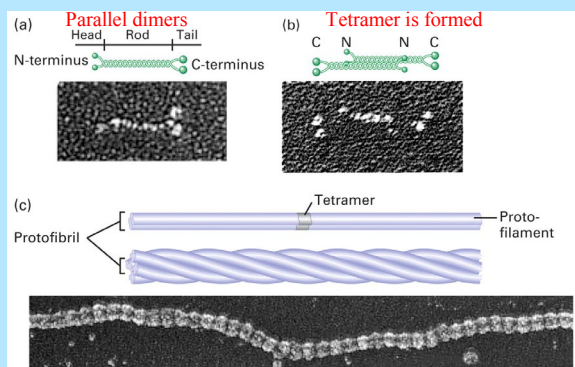 Parallel dimers
Tetramer is formed
(a)
Head
Rod
Tail
N-terminus
C-terminus
(b)
C N N C
(c)
Tetramer
Protofibril
Proto-
filament